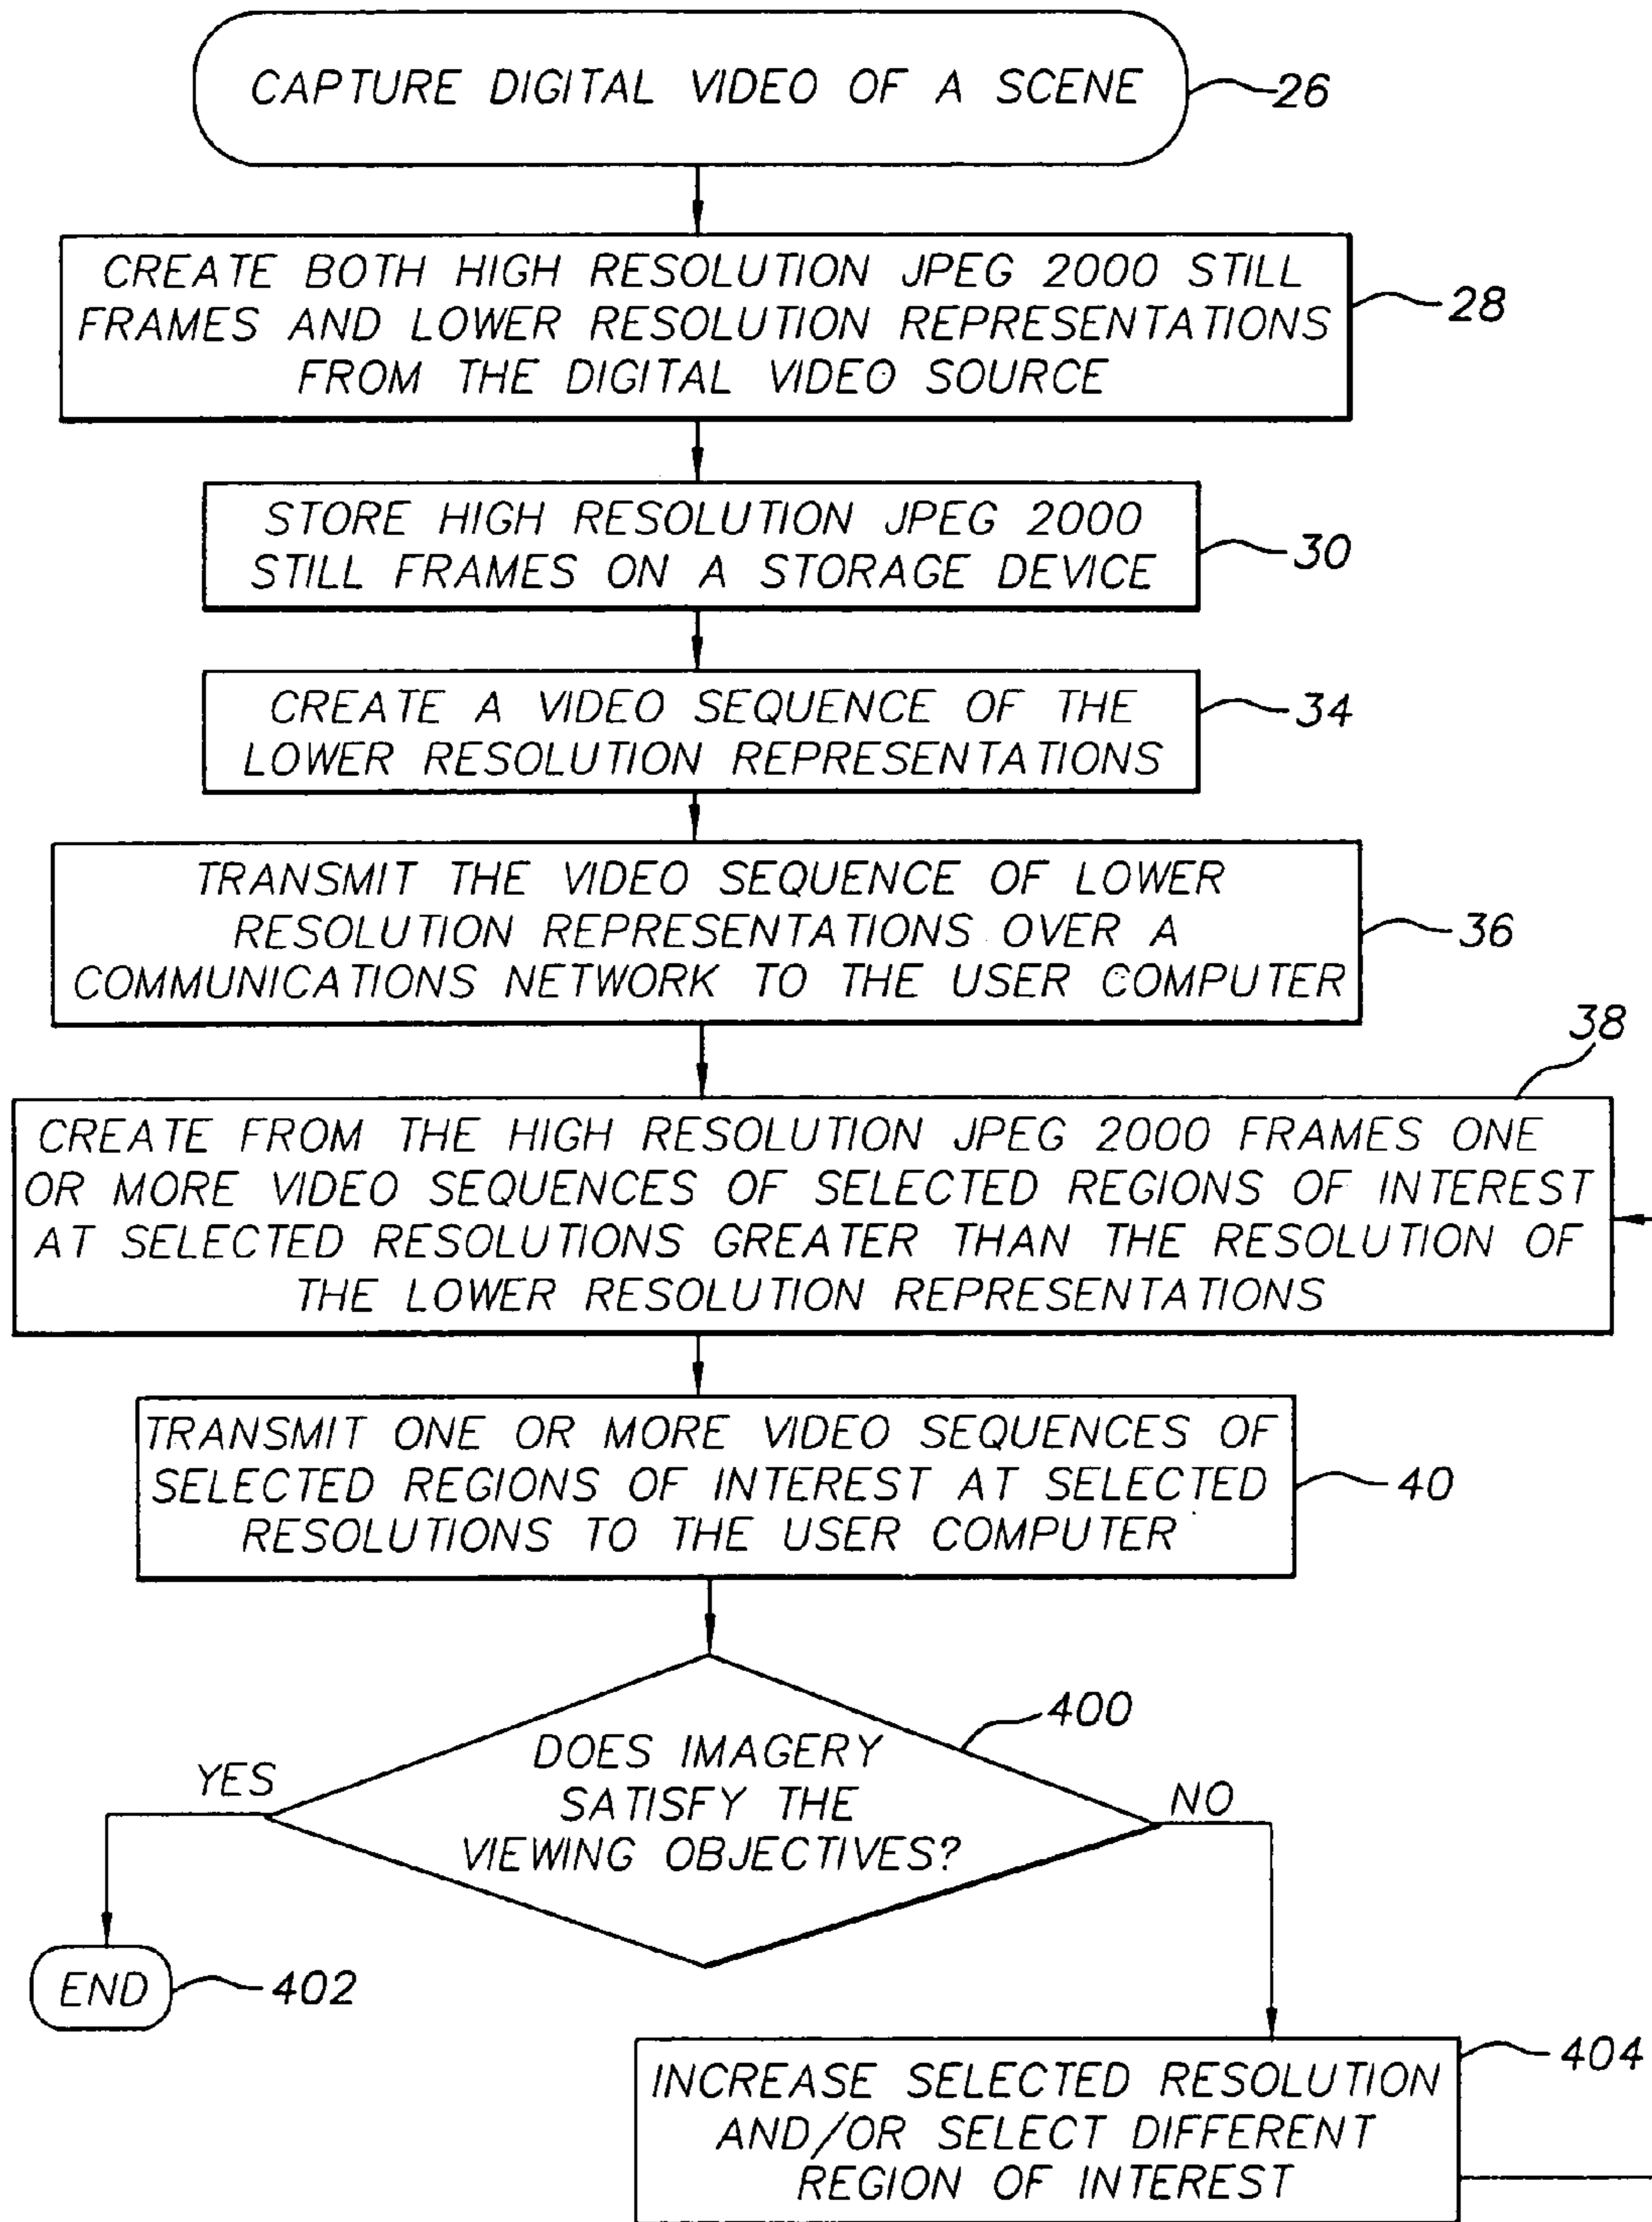 CAPTURE DIGITAL VIDEO OF A SCENE
26
CREATE BOTH HIGH RESOLUTION JPEG 2000 STILL
FRAMES AND LOWER RESOLUTION REPRESENTATIONS
FROM THE DIGITAL VIDEO SOURCE
28
STORE HIGH RESOLUTION JPEG 2000
STILL FRAMES ON A STORAGE DEVICE
30
CREATE A VIDEO SEQUENCE OF THE
LOWER RESOLUTION REPRESENTATIONS
34
TRANSMIT THE VIDEO SEQUENCE OF LOWER
RESOLUTION REPRESENTATIONS OVER A
COMMUNICATIONS NETWORK TO THE USER COMPUTER
36
38
CREATE FROM THE HIGH RESOLUTION JPEG 2000 FRAMES ONE
OR MORE VIDEO SEQUENCES OF SELECTED REGIONS OF INTEREST
AT SELECTED RESOLUTIONS GREATER THAN THE RESOLUTION OF
THE LOWER RESOLUTION REPRESENTATIONS
TRANSMIT ONE OR MORE VIDEO SEQUENCES OF
SELECTED REGIONS OF INTEREST AT SELECTED
RESOLUTIONS TO THE USER COMPUTER
40
400
DOES IMAGERY
SATISFY THE
VIEWING OBJECTIVES?
YES
NO
END
402
404
INCREASE SELECTED RESOLUTION
AND/OR SELECT DIFFERENT
REGION OF INTEREST